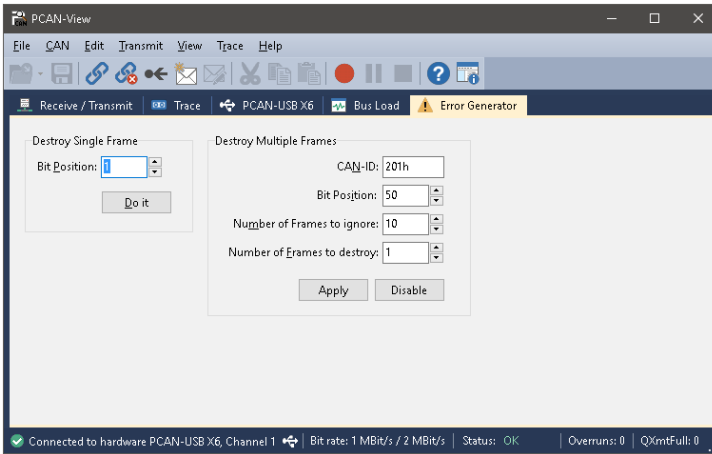 PCAN-View
File CAN Edit Transmit View Trace Help
Receive / Transmit Trace PCAN-USB X6 Bus Load Error Generator
Destroy Single Frame
Bit Position: 1
Do it
Destroy Multiple Frames
CAN-ID: 201h
Bit Position: 50
Number of Frames to ignore: 10
Number of Frames to destroy: 1
Apply Disable
Connected to hardware PCAN-USB X6, Channel 1 Bit rate: 1 MBit/s / 2 MBit/s Status: OK Overruns: 0 QXmtFull: 0